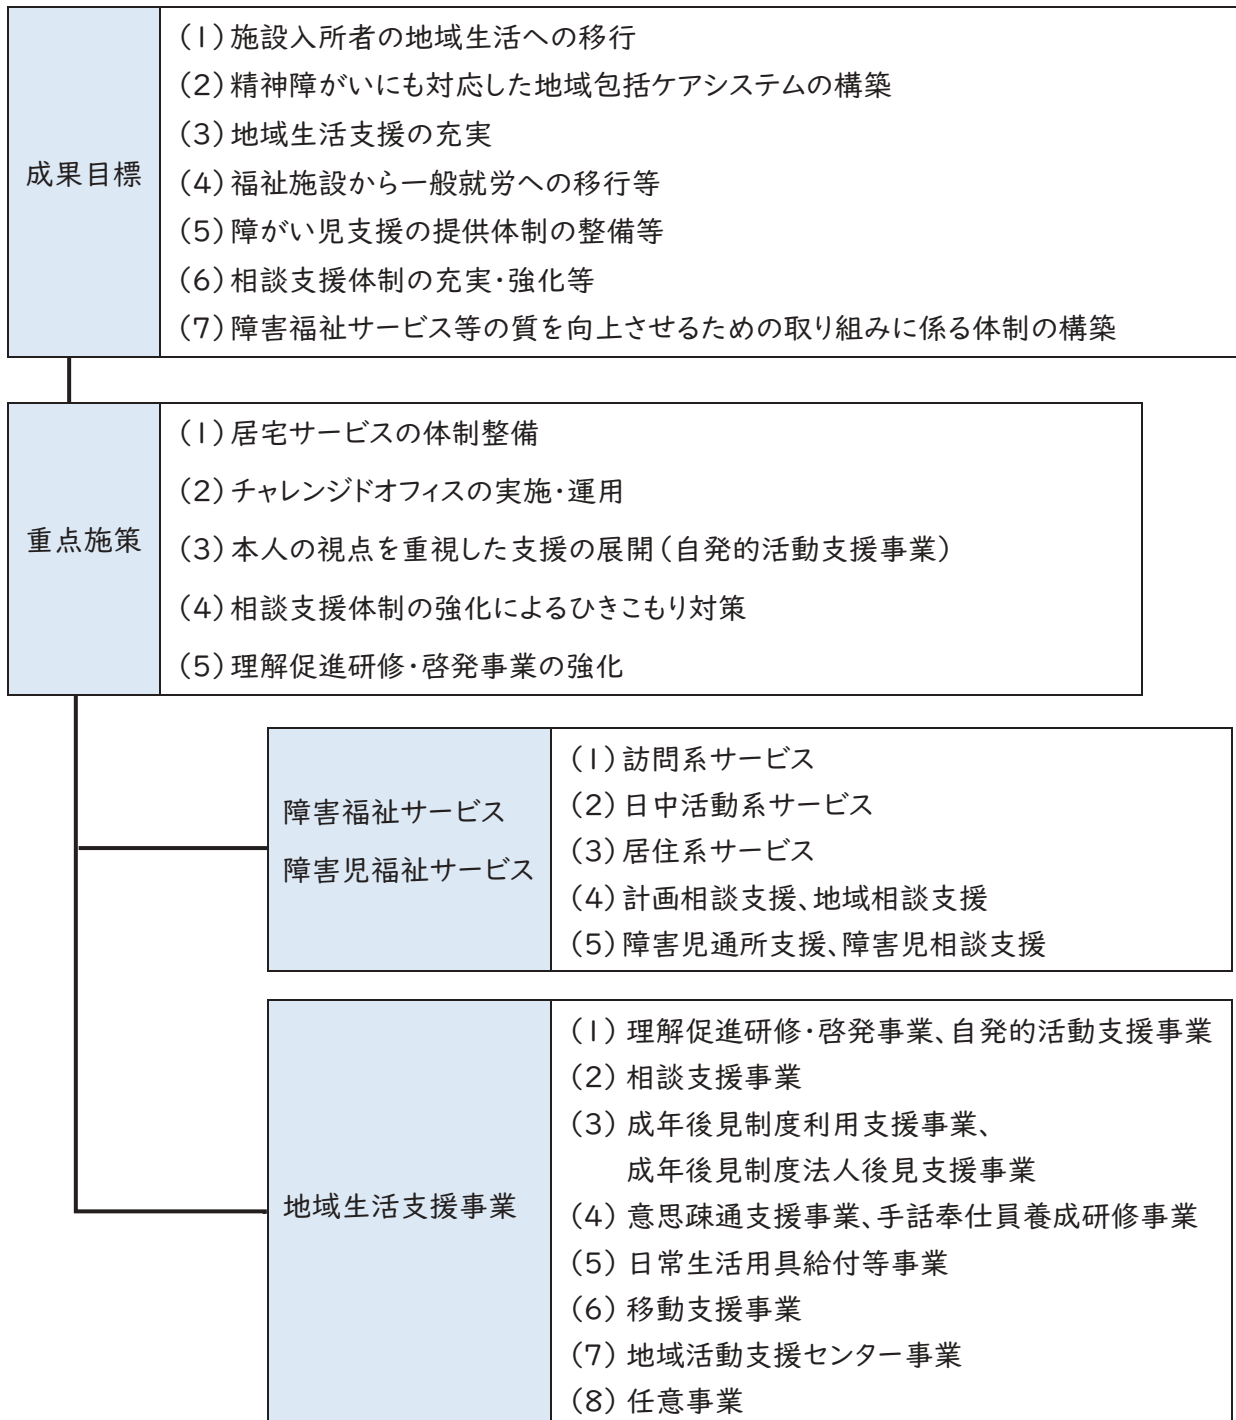 成果目標
(1)施設入所者の地域生活への移行
(2)精神障がいにも対応した地域包括ケアシステムの構築
(3)地域生活支援の充実
(4)福祉施設から一般就労への移行等
(5)障がい児支援の提供体制の整備等
(6)相談支援体制の充実・強化等
(7)障害福祉サービス等の質を向上させるための取り組みに係る体制の構築
重点施策
(1)居宅サービスの体制整備
(2)チャレンジドオフィスの実施・運用
(3)本人の視点を重視した支援の展開(自発的活動支援事業)
(4)相談支援体制の強化によるひきこもり対策
(5)理解促進研修・啓発事業の強化
障害福祉サービス
障害児福祉サービス
(1)訪問系サービス
(2)日中活動系サービス
(3)居住系サービス
(4)計画相談支援、地域相談支援
(5)障害児通所支援、障害児相談支援
地域生活支援事業
(1)理解促進研修・啓発事業、自発的活動支援事業
(2)相談支援事業
(3)成年後見制度利用支援事業、
成年後見制度法人後見支援事業
(4)意思疎通支援事業、手話奉仕員養成研修事業
(5)日常生活用具給付等事業
(6)移動支援事業
(7)地域活動支援センター事業
(8)任意事業